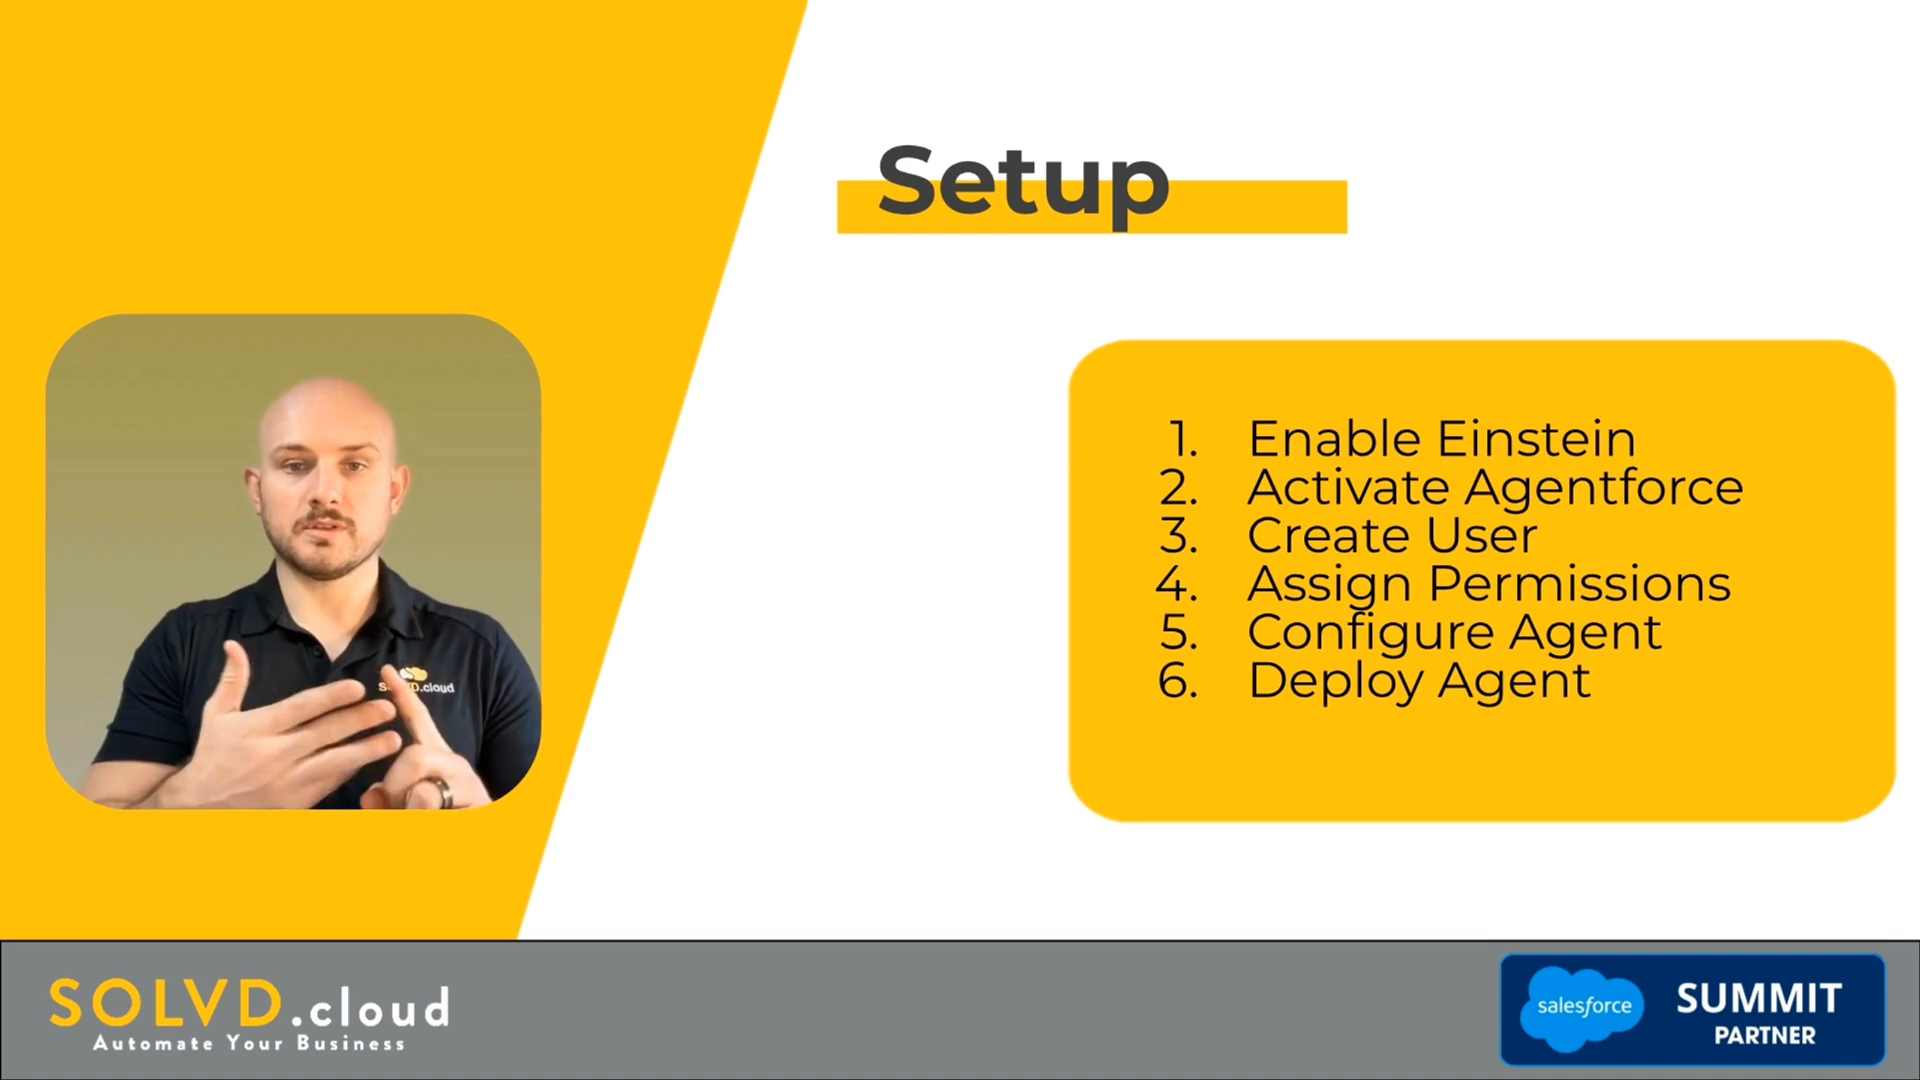 Setup
1. Enable Einstein
2. Activate Agentforce
3. Create User
4. Assign Permissions
5. Configure Agent
6. Deploy Agent
.cloud
SOLVD.cloud
Automate Your Business
salesforce
SUMMIT
PARTNER